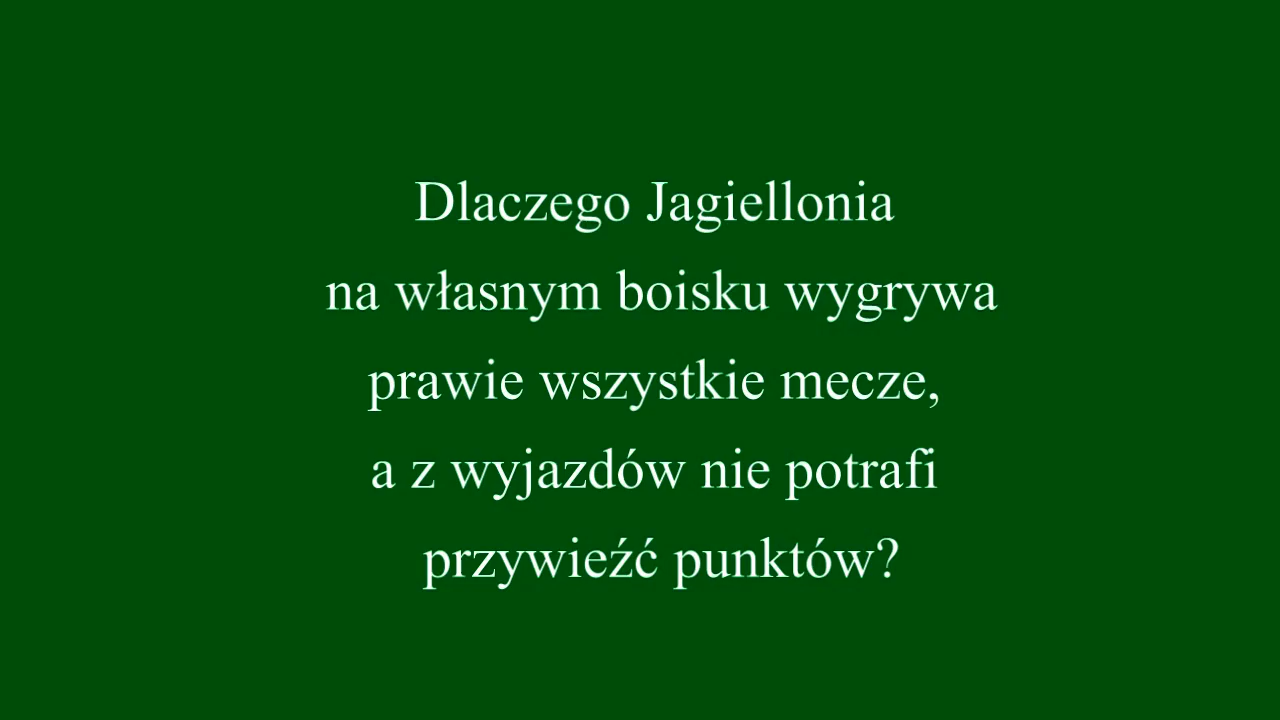 Dlaczego Jagiellonia
na własnym boisku wygrywa
prawie wszystkie mecze,
a z wyjazdów nie potrafi
przywieźć punktów?